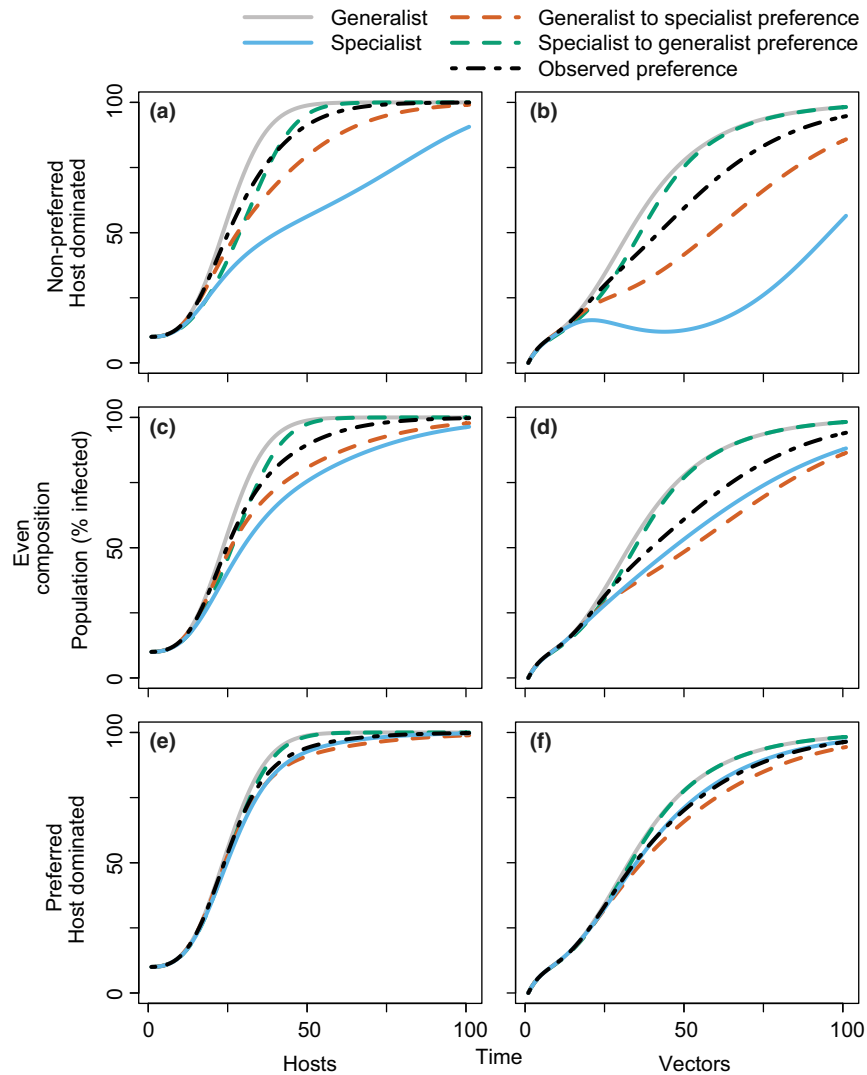 Generalist
Specialist
Generalist to specialist preference
Specialist to generalist preference
Observed preference
Non-preferred
Host dominated
Even
composition
Preferred
Host dominated
Population (% infected)
(a)
(b)
100
50
0
(c)
(d)
100
50
0
(e)
(f)
100
50
0
0 50 100
0 50 100
Hosts
Time
Vectors